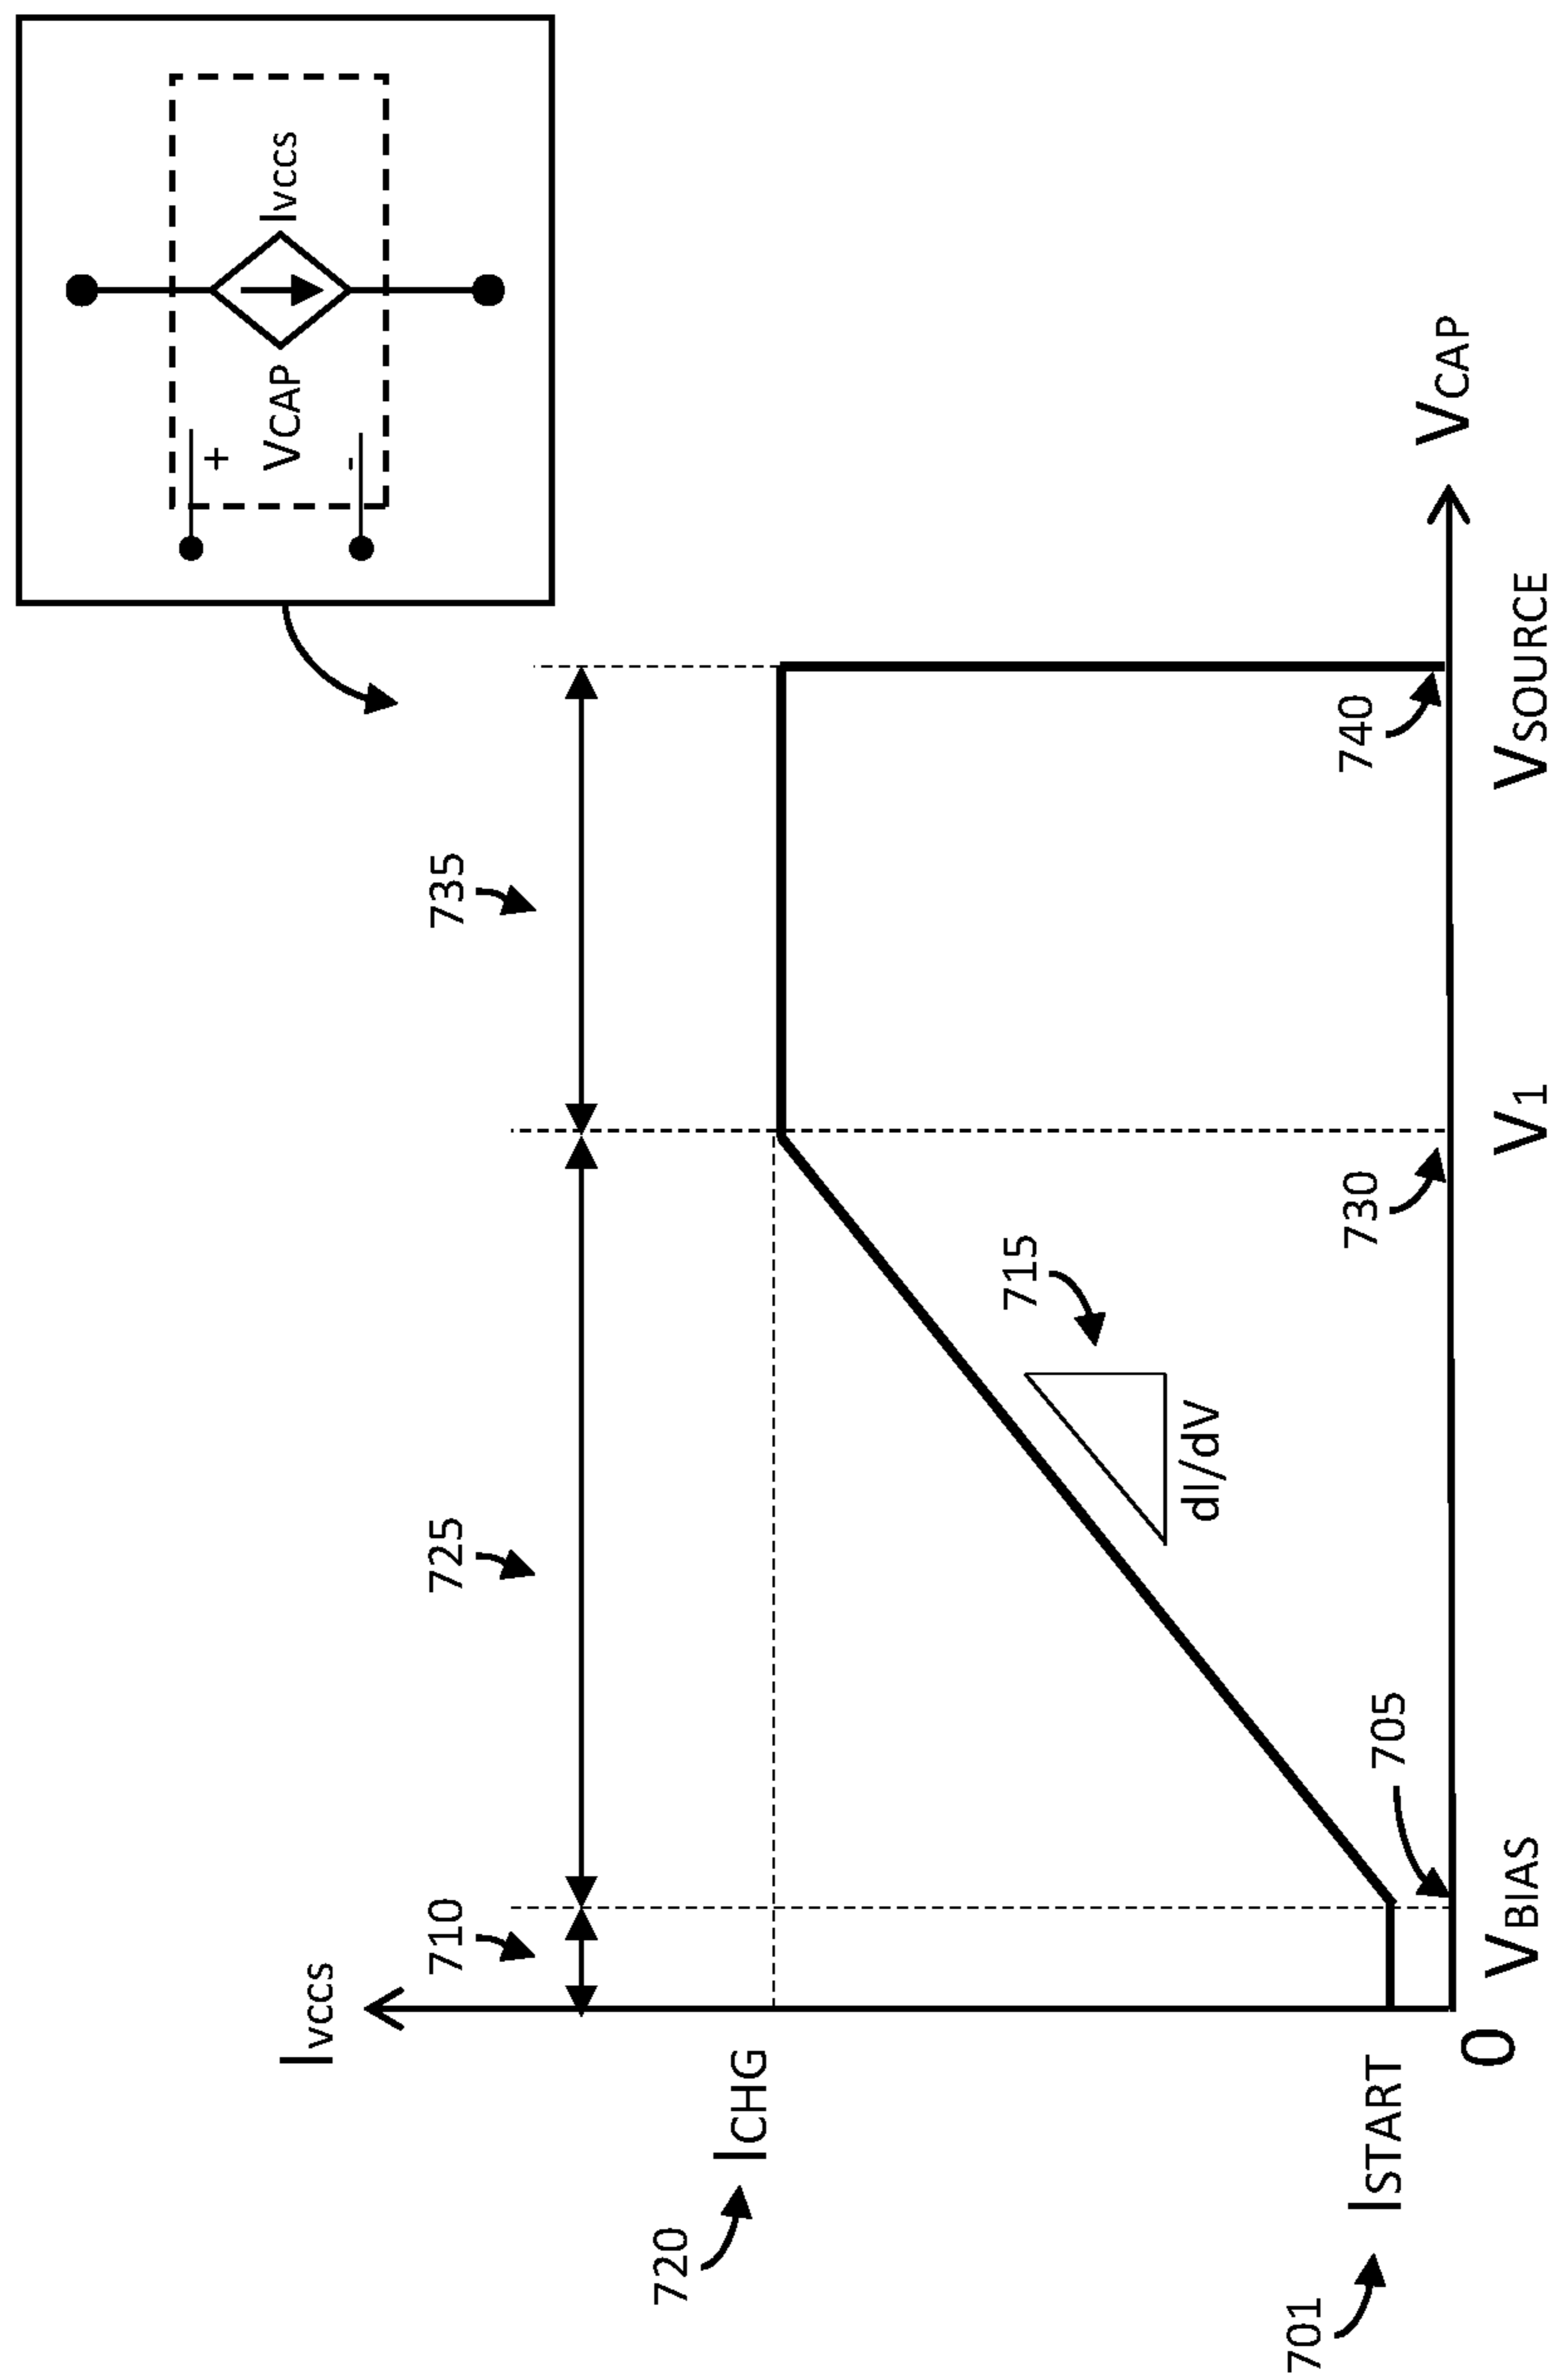 IVCCS
VCAP
+
-
IVCCS
710
725
735
720
ICHG
715
dI/dV
701
ISTART
705
730
740
0
VBIAS
V1
VSOURCE
VCAP